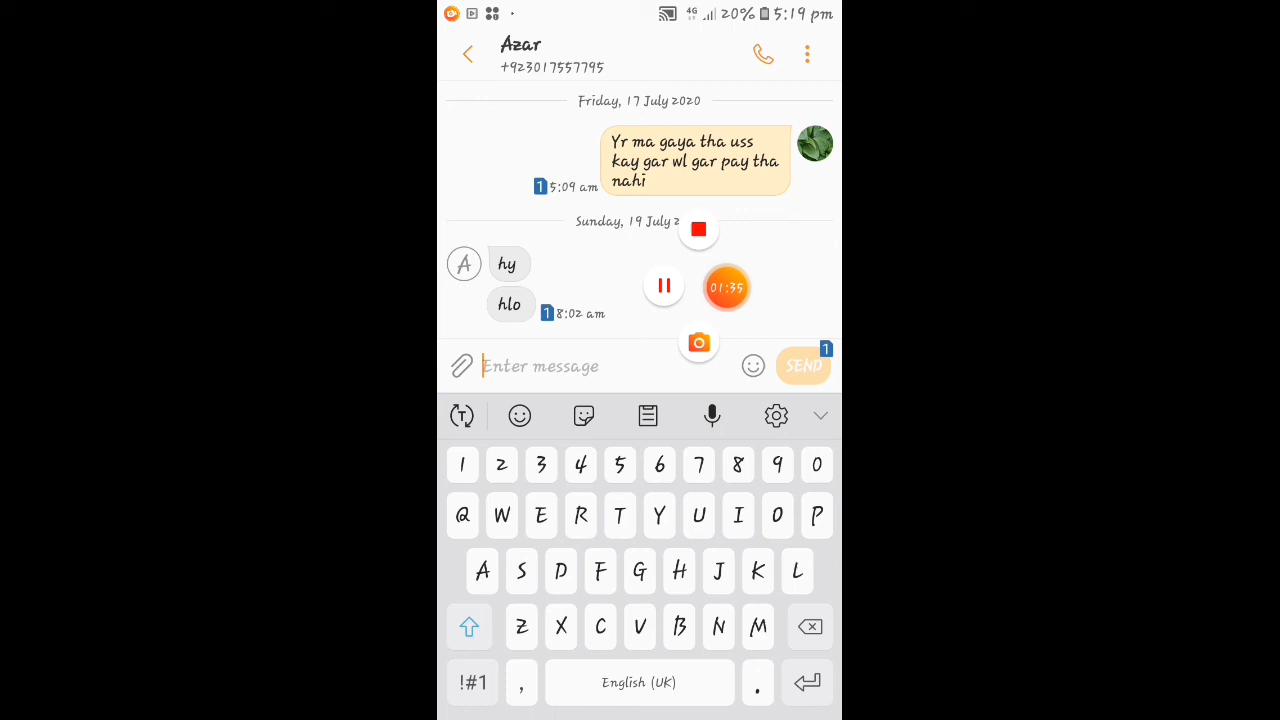 4G 20% 5:19 pm
Azar
+923017557795
Friday, 17 July 2020
Yr ma gaya tha uss
kay gar wl gar pay tha
nahi
1 5:09 am
Sunday, 19 July 2
hy
hlo
1 8:02 am
01:35
Enter message
SEND 1
T
1 2 3 4 5 6 7 8 9 0
Q W E R T Y U I O P
A S D F G H J K L
Z X C V B N M
!#1 , English (UK) .